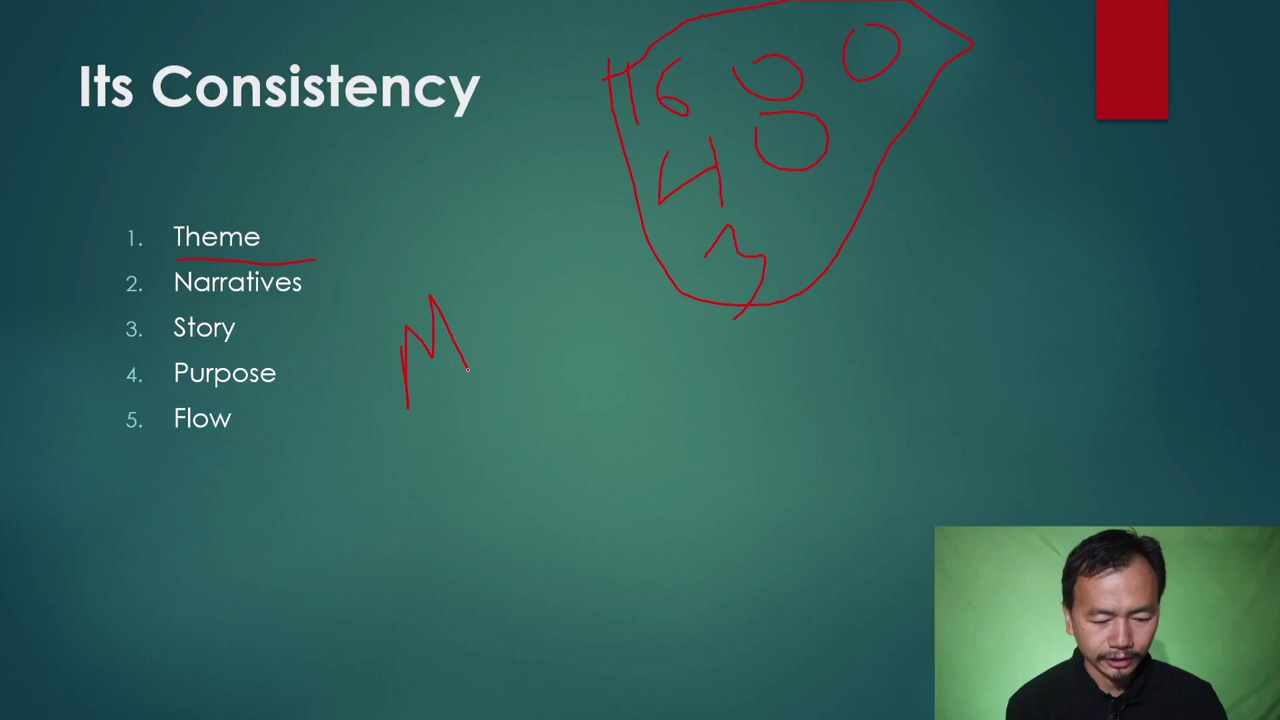 Its Consistency
1. Theme
2. Narratives
3. Story
4. Purpose
5. Flow
M